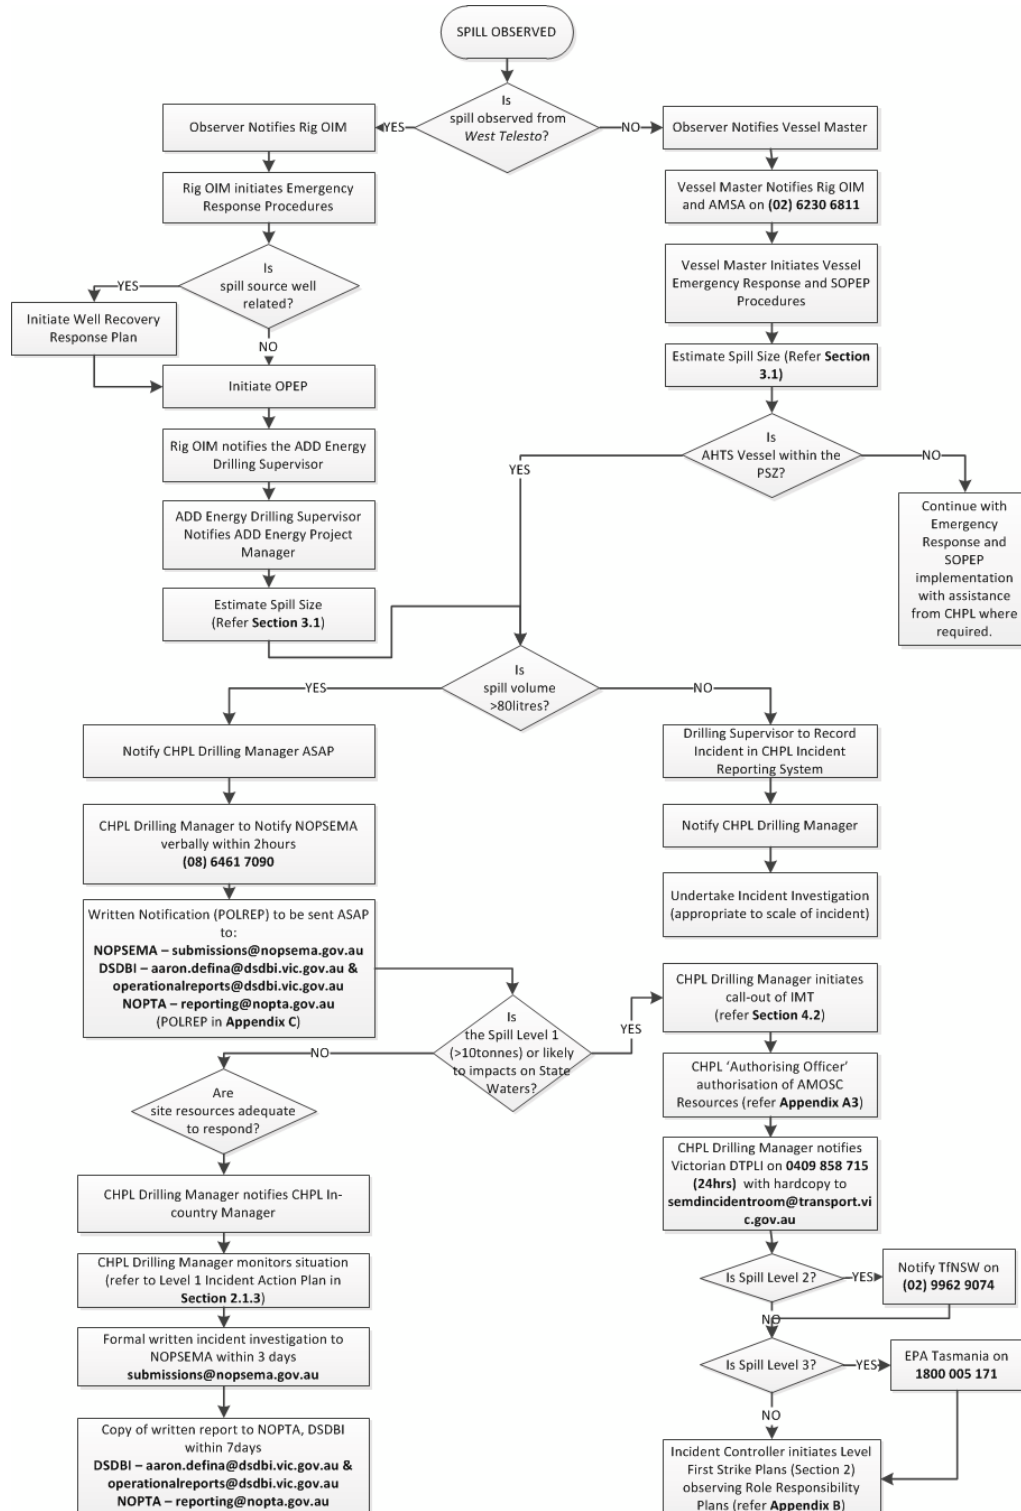 SPILL OBSERVED
Is
spill observed from
West Telesto?
YES
NO
Observer Notifies Rig OIM
Observer Notifies Vessel Master
Rig OIM initiates Emergency
Response Procedures
Vessel Master Notifies Rig OIM
and AMSA on (02) 6230 6811
Is
spill source well
related?
YES
NO
Initiate Well Recovery
Response Plan
Vessel Master Initiates Vessel
Emergency Response and SOPEP
Procedures
Initiate OPEP
Estimate Spill Size (Refer Section
3.1)
Rig OIM notifies the ADD Energy
Drilling Supervisor
Is
AHTS Vessel within the
PSZ?
YES
NO
ADD Energy Drilling Supervisor
Notifies ADD Energy Project
Manager
Continue with
Emergency
Response and
SOPEP
implementation
with assistance
from CHPL where
required.
Estimate Spill Size
(Refer Section 3.1)
Is
spill volume
>80litres?
YES
NO
Notify CHPL Drilling Manager ASAP
Drilling Supervisor to Record
Incident in CHPL Incident
Reporting System
CHPL Drilling Manager to Notify NOPSEMA
verbally within 2hours
(08) 6461 7090
Notify CHPL Drilling Manager
Undertake Incident Investigation
(appropriate to scale of incident)
Written Notification (POLREP) to be sent ASAP
to:
NOPSEMA – submissions@nopsema.gov.au
DSDBI – aaron.defina@dsdbi.vic.gov.au &
operationalreports@dsdbi.vic.gov.au
NOPTA – reporting@nopta.gov.au
(POLREP in Appendix C)
Is
the Spill Level 1
(>10tonnes) or likely
to impacts on State
Waters?
NO
YES
CHPL Drilling Manager initiates
call-out of IMT
(refer Section 4.2)
Are
site resources adequate
to respond?
CHPL ‘Authorising Officer’
authorisation of AMOSC
Resources (refer Appendix A3)
CHPL Drilling Manager notifies CHPL In-
country Manager
CHPL Drilling Manager notifies
Victorian DTPLI on 0409 858 715
(24hrs) with hardcopy to
semdincidentroom@transport.vi
c.gov.au
CHPL Drilling Manager monitors situation
(refer to Level 1 Incident Action Plan in
Section 2.1.3)
Is Spill Level 2?
YES
Notify TfNSW on
(02) 9962 9074
NO
Formal written incident investigation to
NOPSEMA within 3 days
submissions@nopsema.gov.au
Is Spill Level 3?
YES
EPA Tasmania on
1800 005 171
NO
Copy of written report to NOPTA, DSDBI
within 7days
DSDBI – aaron.defina@dsdbi.vic.gov.au &
operationalreports@dsdbi.vic.gov.au
NOPTA – reporting@nopta.gov.au
Incident Controller initiates Level
First Strike Plans (Section 2)
observing Role Responsibility
Plans (refer Appendix B)